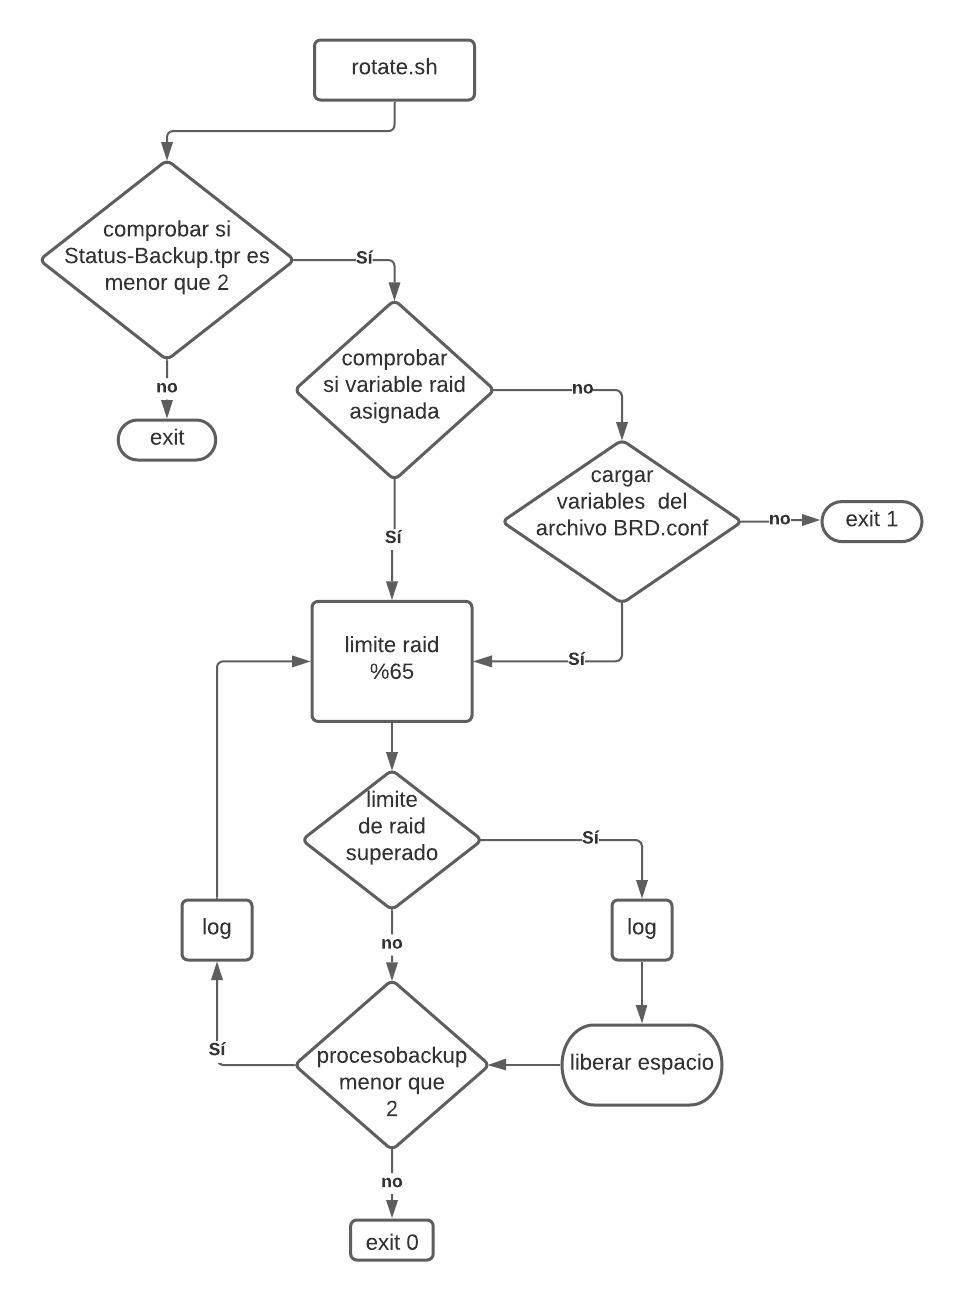 rotate.sh
comprobar si
Status-Backup.tpr es
menor que 2
Sí
no
exit
comprobar
si variable raid
asignada
no
Sí
cargar
variables  del
archivo BRD.conf
no
exit 1
Sí
limite raid
%65
limite
de raid
superado
Sí
no
log
log
procesobackup
menor que
2
liberar espacio
Sí
no
exit 0